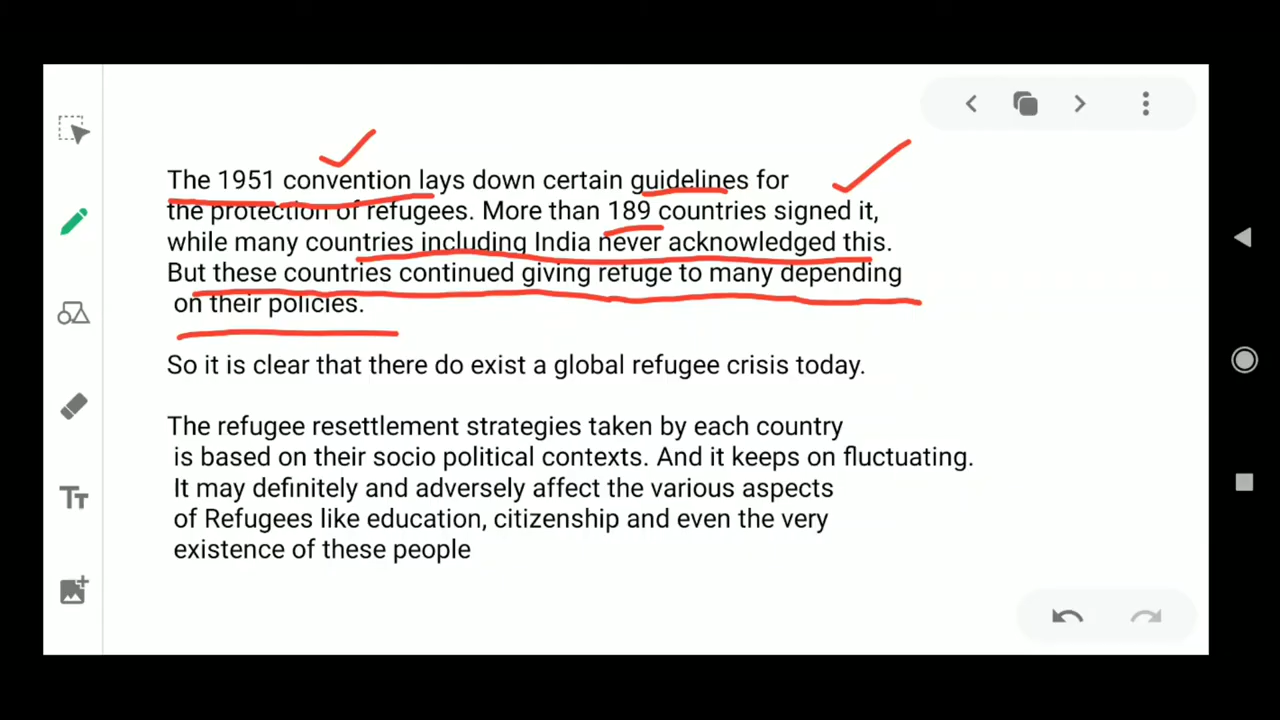 The 1951 convention lays down certain guidelines for
the protection of refugees. More than 189 countries signed it,
while many countries including India never acknowledged this.
But these countries continued giving refuge to many depending
on their policies.
So it is clear that there do exist a global refugee crisis today.
The refugee resettlement strategies taken by each country
is based on their socio political contexts. And it keeps on fluctuating.
It may definitely and adversely affect the various aspects
of Refugees like education, citizenship and even the very
existence of these people
TT